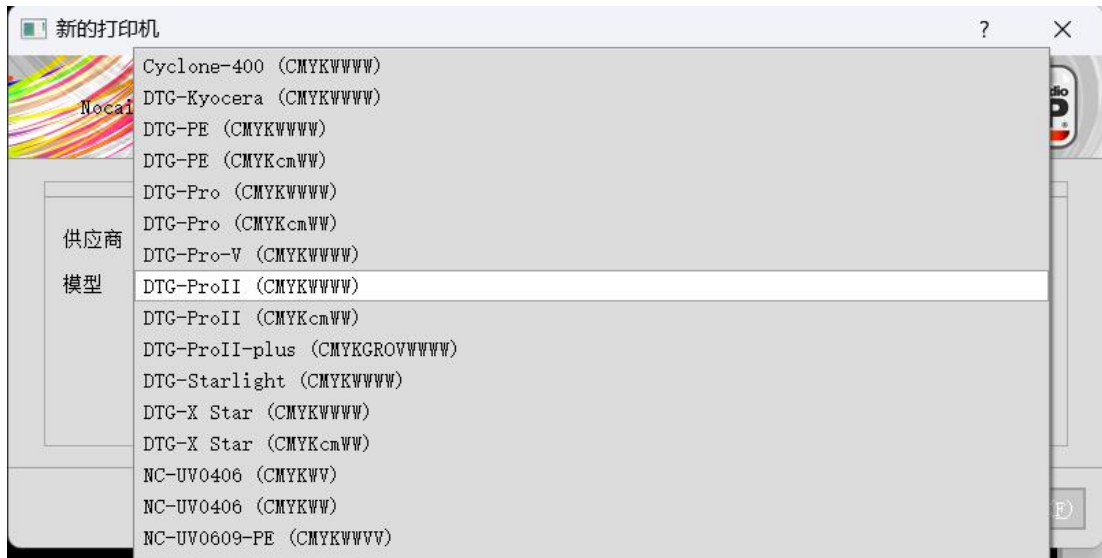 新的打印机
?
Nocai
dio
P
供应商
模型
Cyclone-400 (CMYKWWWW)
DTG-Kyocera (CMYKWWWW)
DTG-PE (CMYKWWWW)
DTG-PE (CMYKcmWW)
DTG-Pro (CMYKWWWW)
DTG-Pro (CMYKcmWW)
DTG-Pro-V (CMYKWWWW)
DTG-ProII (CMYKWWWW)
DTG-ProII (CMYKcmWW)
DTG-ProII-plus (CMYKGROVWWWW)
DTG-Starlight (CMYKWWWW)
DTG-X Star (CMYKWWWW)
DTG-X Star (CMYKcmWW)
NC-UV0406 (CMYKWV)
NC-UV0406 (CMYKWW)
NC-UV0609-PE (CMYKWWVV)
(F)